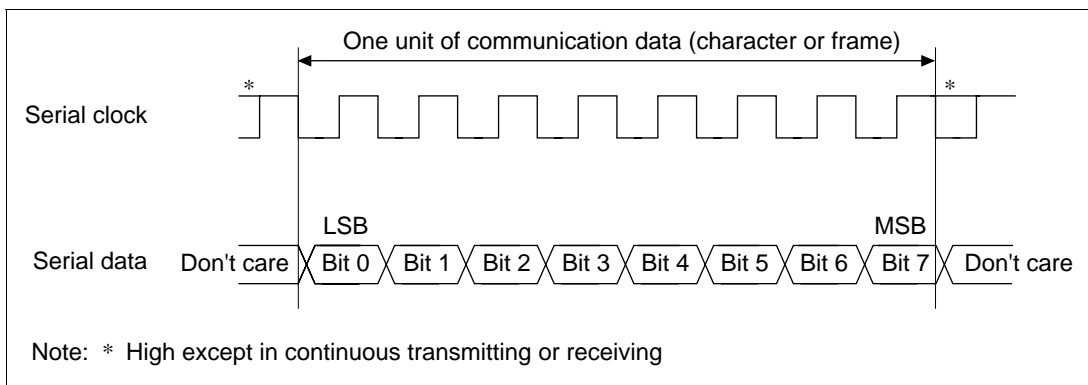 One unit of communication data (character or frame)
* *
Serial clock
LSB MSB
Serial data Don't care Bit 0 Bit 1 Bit 2 Bit 3 Bit 4 Bit 5 Bit 6 Bit 7 Don't care
Note: * High except in continuous transmitting or receiving